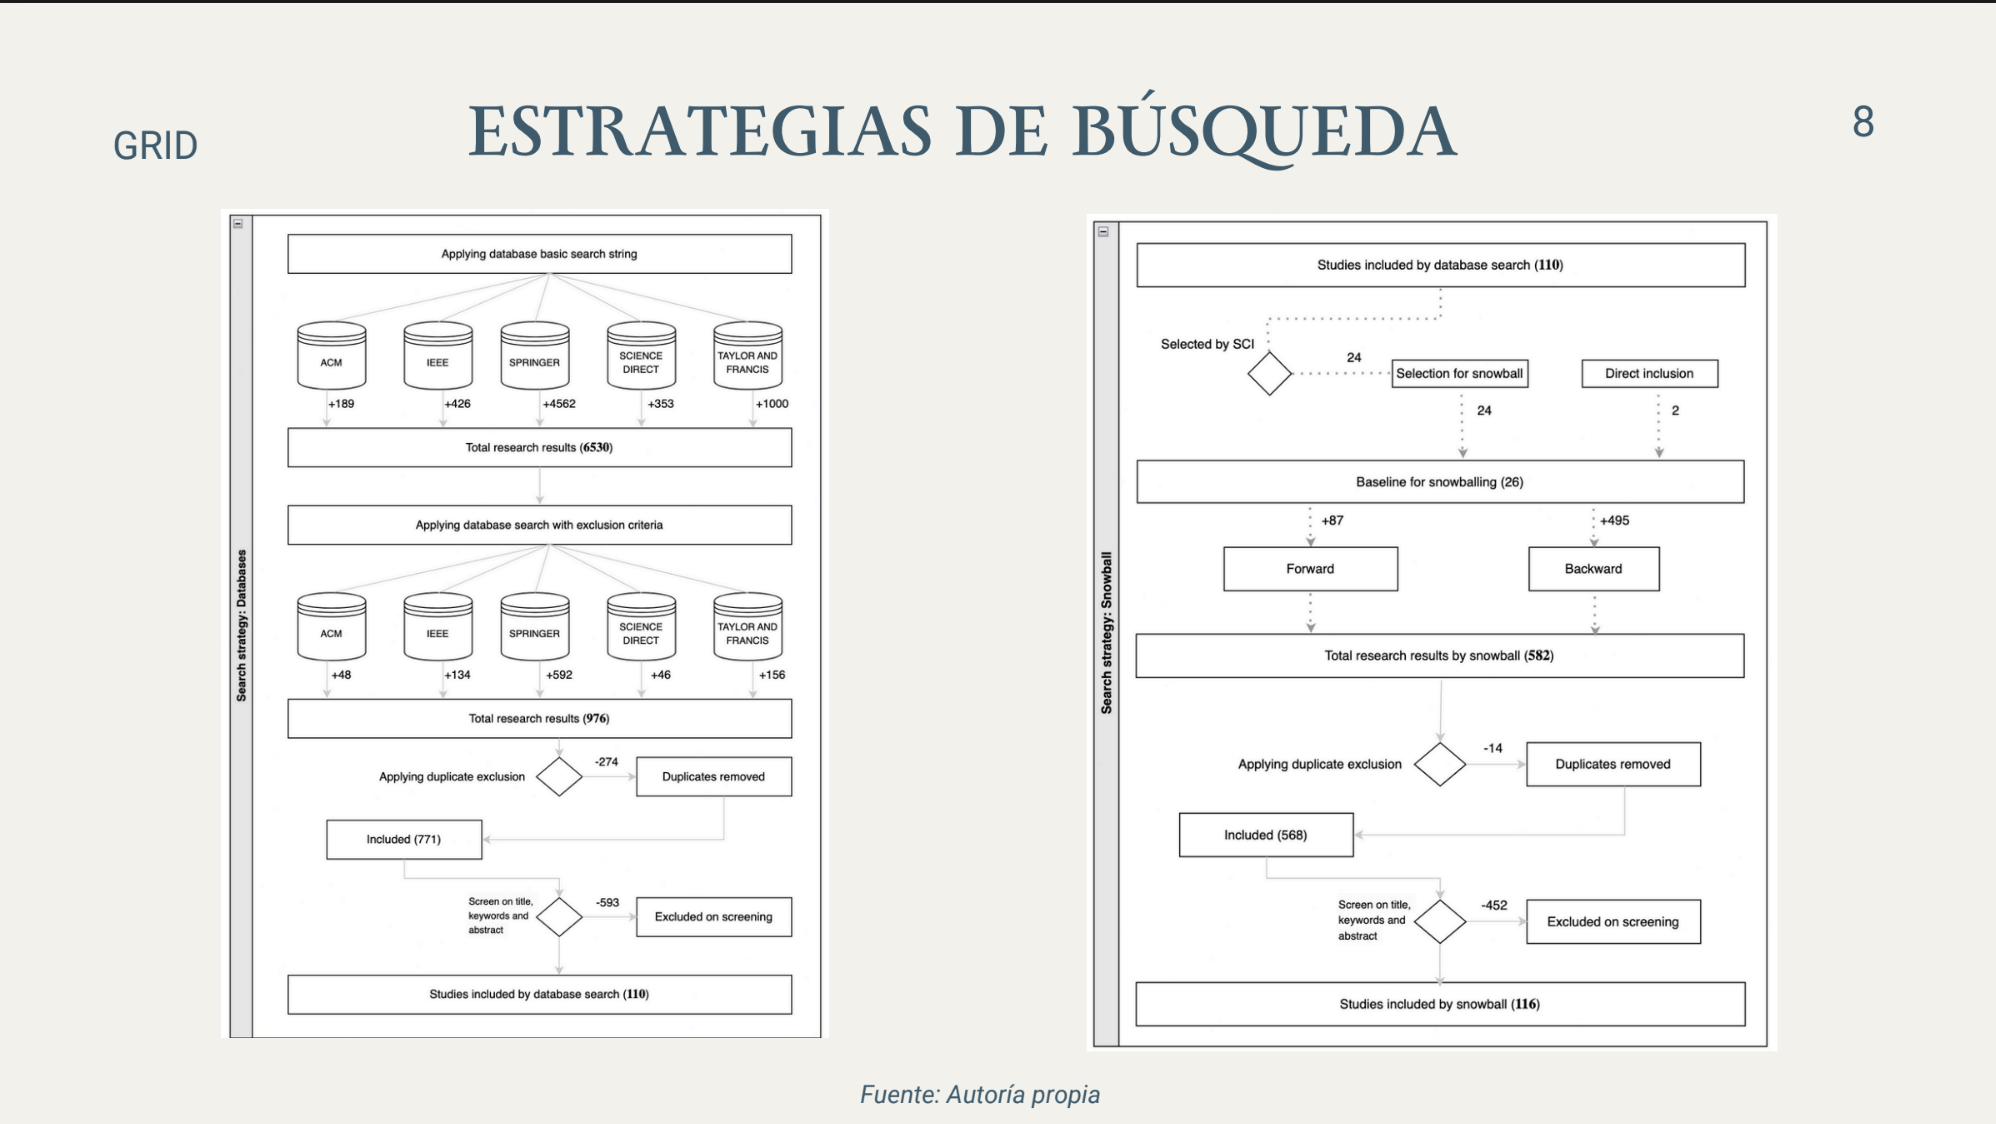 GRID
ESTRATEGIAS DE BÚSQUEDA
8
Search strategy: Databases
Applying database basic search string
ACM
IEEE
SPRINGER
SCIENCE
DIRECT
TAYLOR AND
FRANCIS
+189
+426
+4562
+353
+1000
Total research results (6530)
Applying database search with exclusion criteria
ACM
IEEE
SPRINGER
SCIENCE
DIRECT
TAYLOR AND
FRANCIS
+48
+134
+592
+46
+156
Total research results (976)
Applying duplicate exclusion
-274
Duplicates removed
Included (771)
Screen on title,
keywords and
abstract
-593
Excluded on screening
Studies included by database search (110)
Search strategy: Snowball
Studies included by database search (110)
Selected by SCI
24
Selection for snowball
Direct inclusion
24
2
Baseline for snowballing (26)
+87
+495
Forward
Backward
Total research results by snowball (582)
Applying duplicate exclusion
-14
Duplicates removed
Included (568)
Screen on title,
keywords and
abstract
-452
Excluded on screening
Studies included by snowball (116)
Fuente: Autoría propia